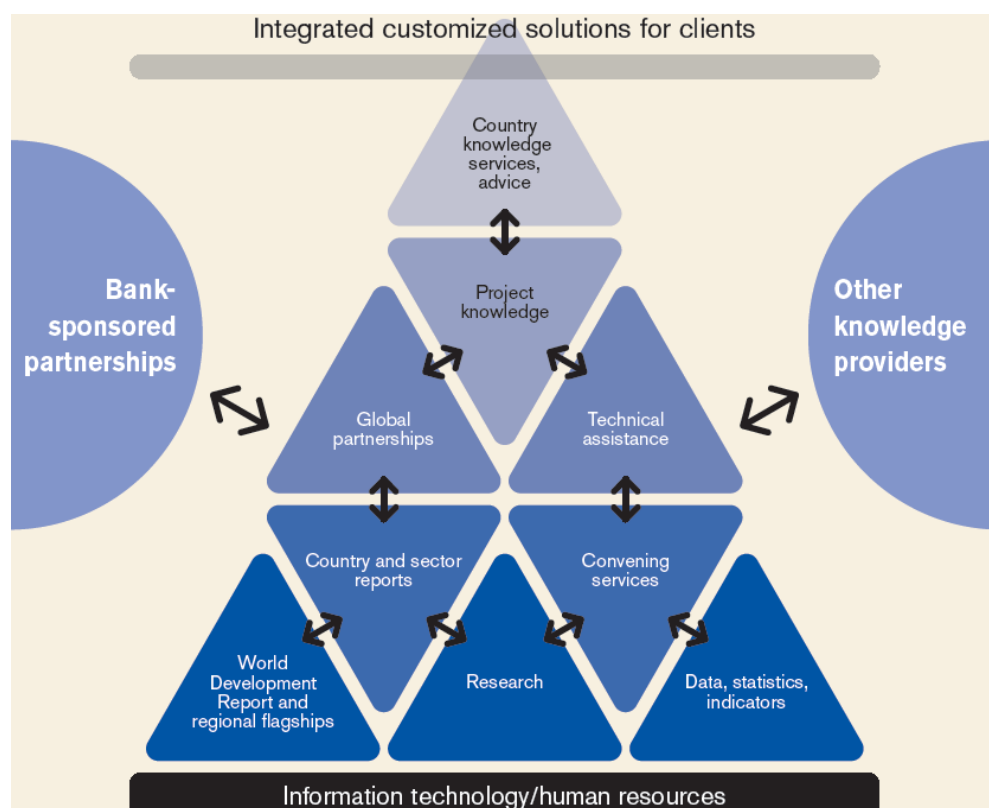 Integrated customized solutions for clients
Country
knowledge
services,
advice
Project
knowledge
Bank-
sponsored
partnerships
Other
knowledge
providers
Global
partnerships
Technical
assistance
Country and sector
reports
Convening
services
World
Development
Report and
regional flagships
Research
Data, statistics,
indicators
Information technology/human resources